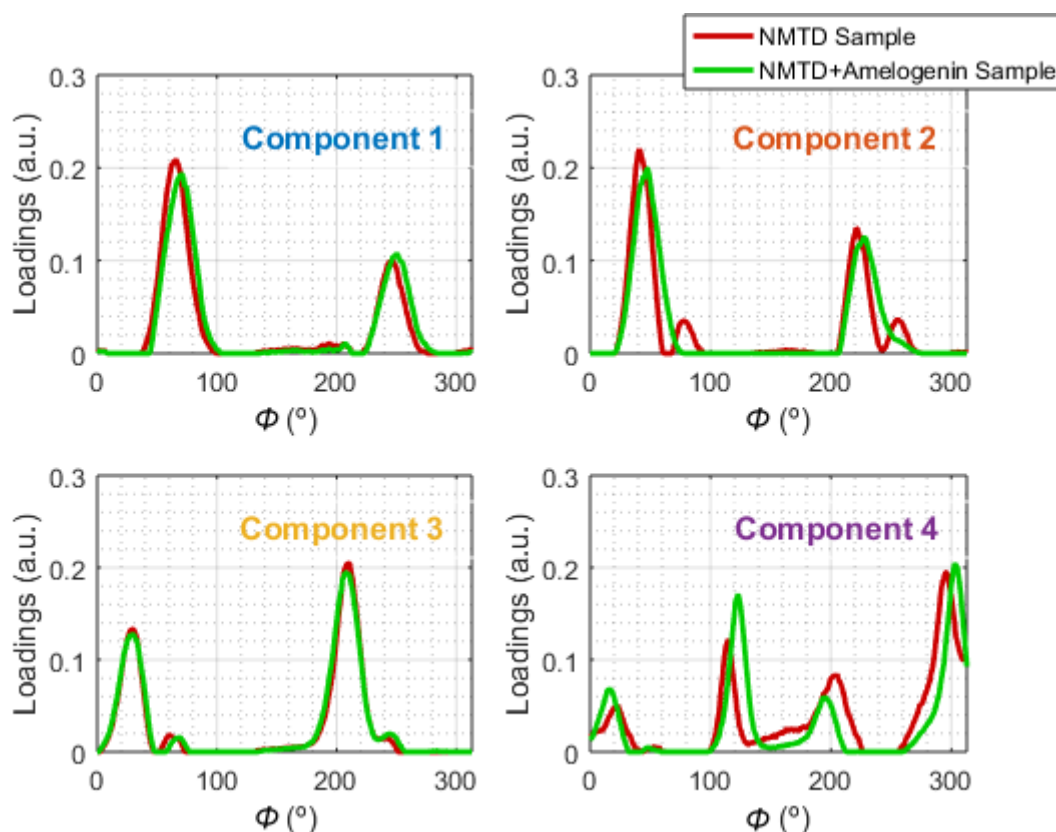 NMTD Sample
NMTD+Amelogenin Sample
0.3
0.2
0.1
0
Loadings (a.u.)
Component 1
0 100 200 300
Φ (º)
0.3
0.2
0.1
0
Loadings (a.u.)
Component 2
0 100 200 300
Φ (º)
0.3
0.2
0.1
0
Loadings (a.u.)
Component 3
0 100 200 300
Φ (º)
0.3
0.2
0.1
0
Loadings (a.u.)
Component 4
0 100 200 300
Φ (º)